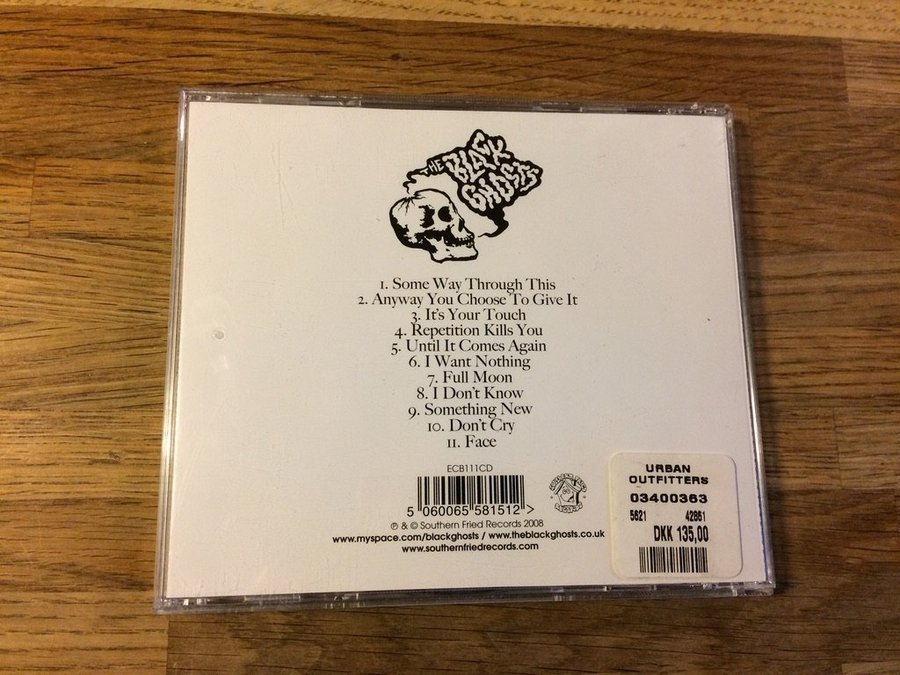 THE
BLACK
GHOSTS
1. Some Way Through This
2. Anyway You Choose To Give It
3. It's Your Touch
4. Repetition Kills You
5. Until It Comes Again
6. I Want Nothing
7. Full Moon
8. I Don't Know
9. Something New
10. Don't Cry
11. Face
ECB111CD
5 060065 581512 >
℗ & © Southern Fried Records 2008
www.myspace.com/blackghosts / www.theblackghosts.co.uk
www.southernfriedrecords.com
URBAN
OUTFITTERS
03400363
5621 42861
DKK 135,00